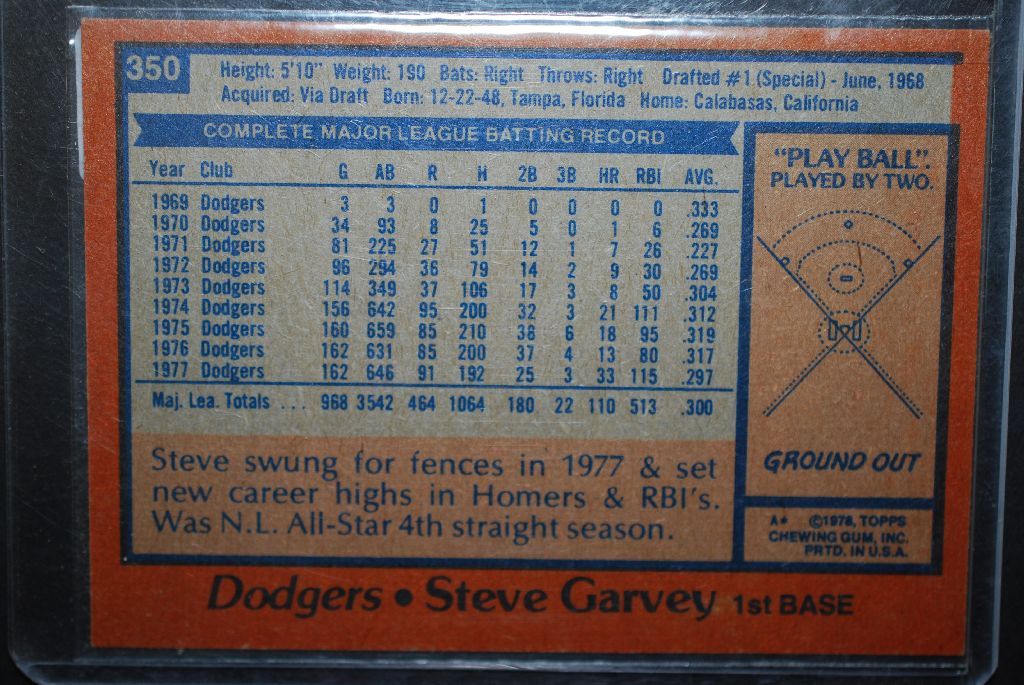 350
Height: 5'10" Weight: 190 Bats: Right Throws: Right Drafted #1 (Special) - June, 1968
Acquired: Via Draft Born: 12-22-48, Tampa, Florida Home: Calabasas, California
COMPLETE MAJOR LEAGUE BATTING RECORD
Year Club G AB R H 2B 3B HR RBI AVG.
1969 Dodgers 3 3 0 1 0 0 0 0 .333
1970 Dodgers 34 93 8 25 5 0 1 6 .269
1971 Dodgers 81 225 27 51 12 1 7 26 .227
1972 Dodgers 96 294 36 79 14 2 9 30 .269
1973 Dodgers 114 349 37 106 17 3 8 50 .304
1974 Dodgers 156 642 95 200 32 3 21 111 .312
1975 Dodgers 160 659 85 210 38 6 18 95 .319
1976 Dodgers 162 631 85 200 37 4 13 80 .317
1977 Dodgers 162 646 91 192 25 3 33 115 .297
Maj. Lea. Totals ... 968 3542 464 1064 180 22 110 513 .300
Steve swung for fences in 1977 & set
new career highs in Homers & RBI's.
Was N.L. All-Star 4th straight season.
"PLAY BALL".
PLAYED BY TWO.
GROUND OUT
A* ©1978, TOPPS
CHEWING GUM, INC.
PRTD. IN U.S.A.
Dodgers • Steve Garvey 1st BASE